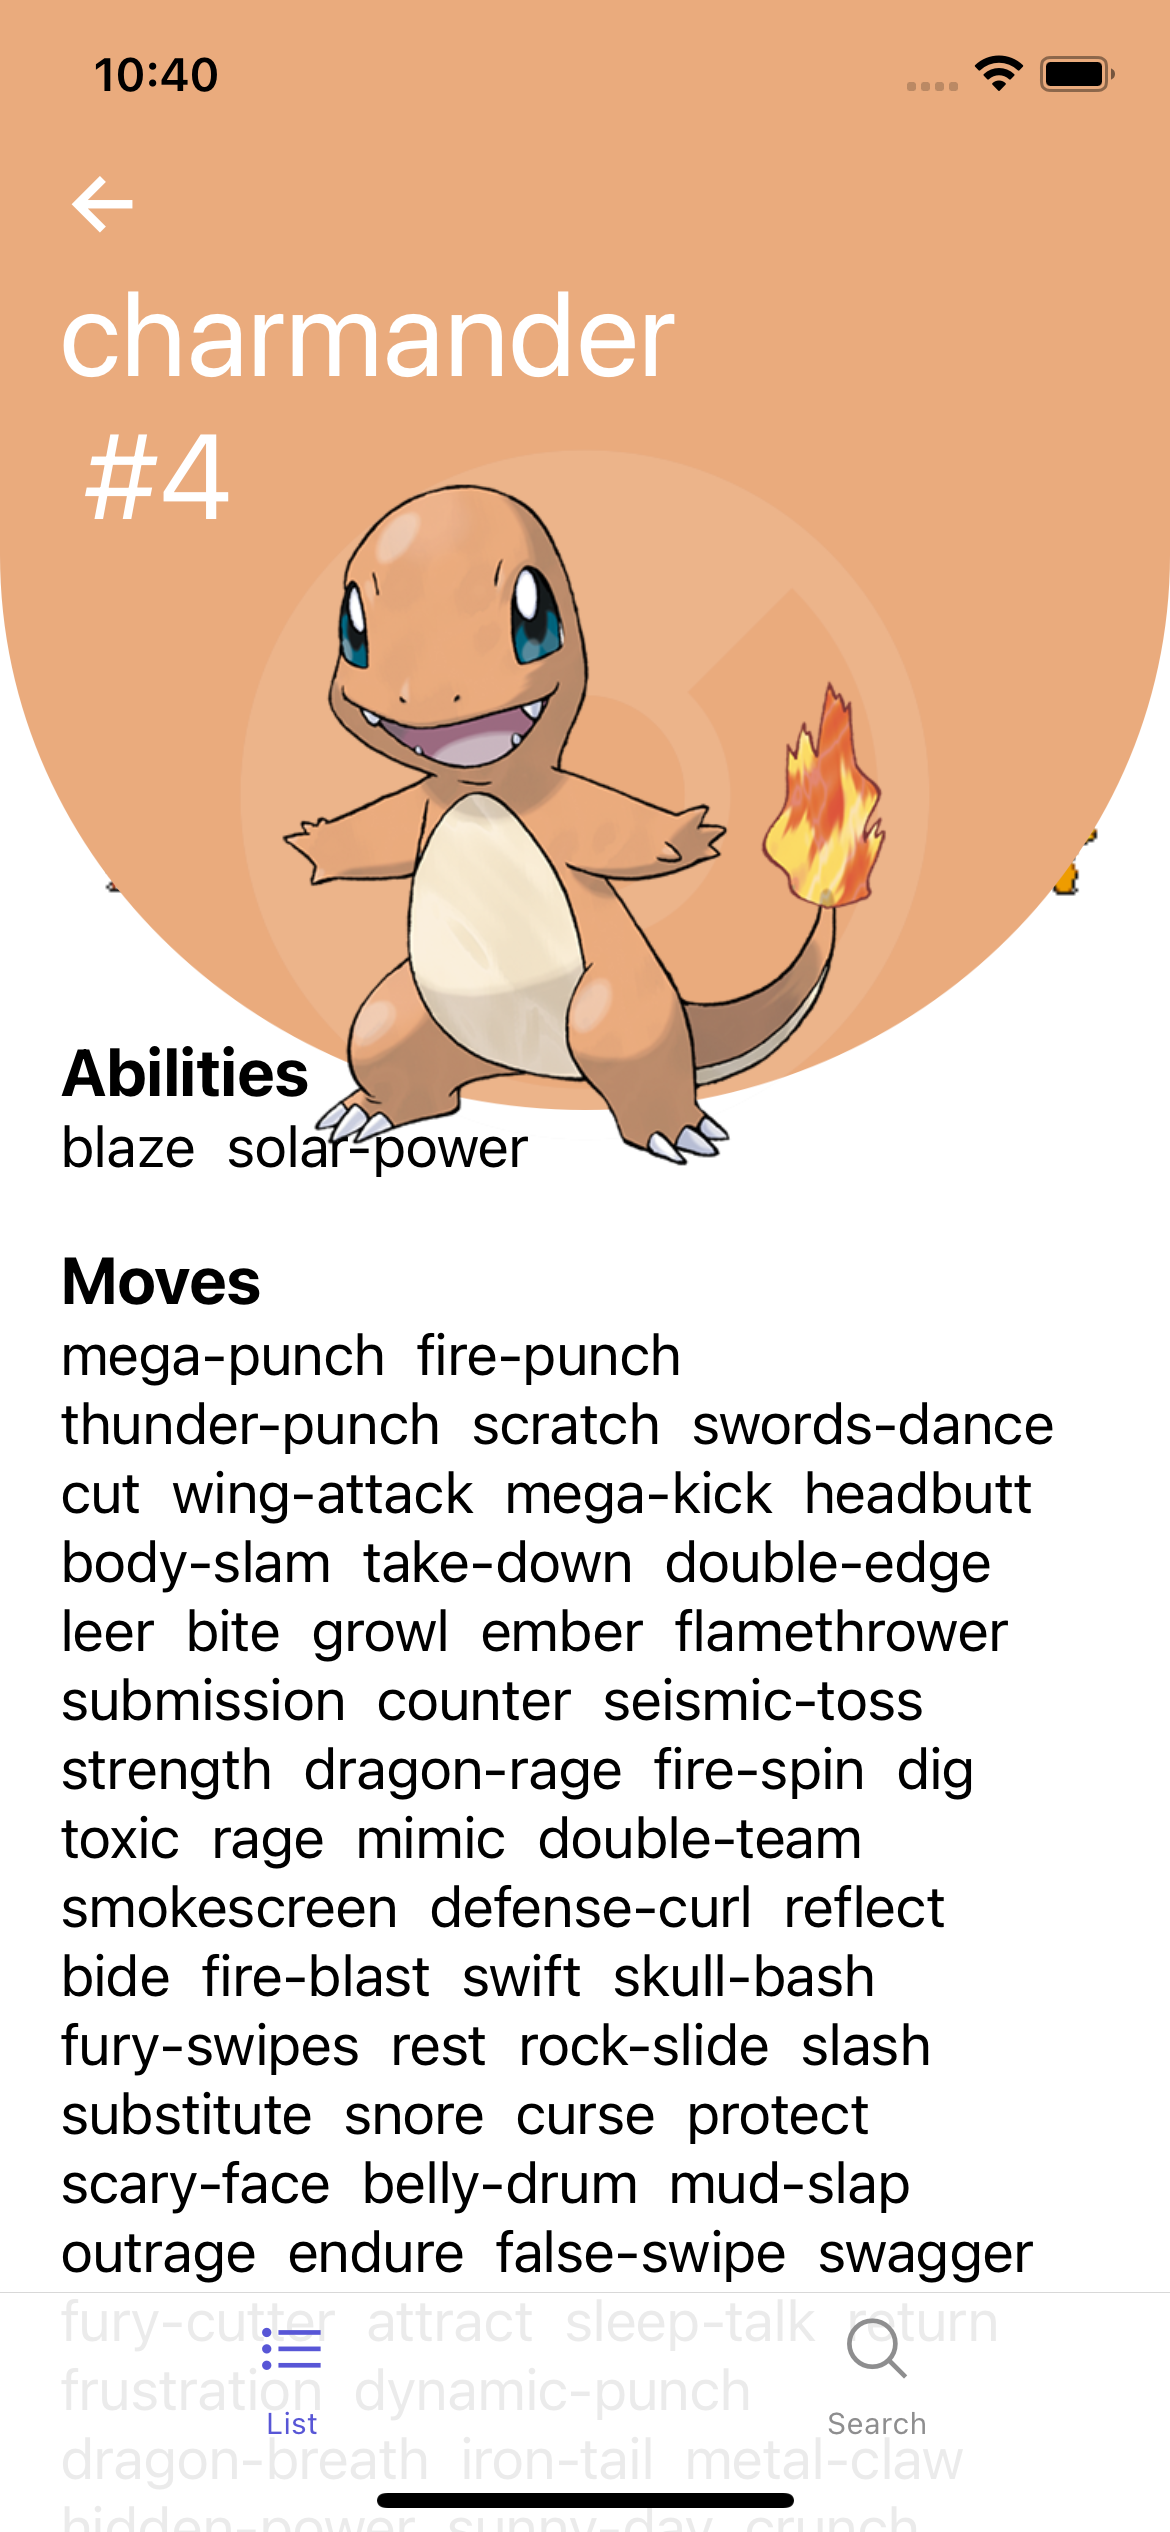 10:40
charmander
#4
Abilities
blaze solar-power
Moves
mega-punch fire-punch
thunder-punch scratch swords-dance
cut wing-attack mega-kick headbutt
body-slam take-down double-edge
leer bite growl ember flamethrower
submission counter seismic-toss
strength dragon-rage fire-spin dig
toxic rage mimic double-team
smokescreen defense-curl reflect
bide fire-blast swift skull-bash
fury-swipes rest rock-slide slash
substitute snore curse protect
scary-face belly-drum mud-slap
outrage endure false-swipe swagger
fury-cutter attract sleep-talk return
frustration dynamic-punch
List
Search
dragon-breath iron-tail metal-claw
hidden-power sunny-day crunch